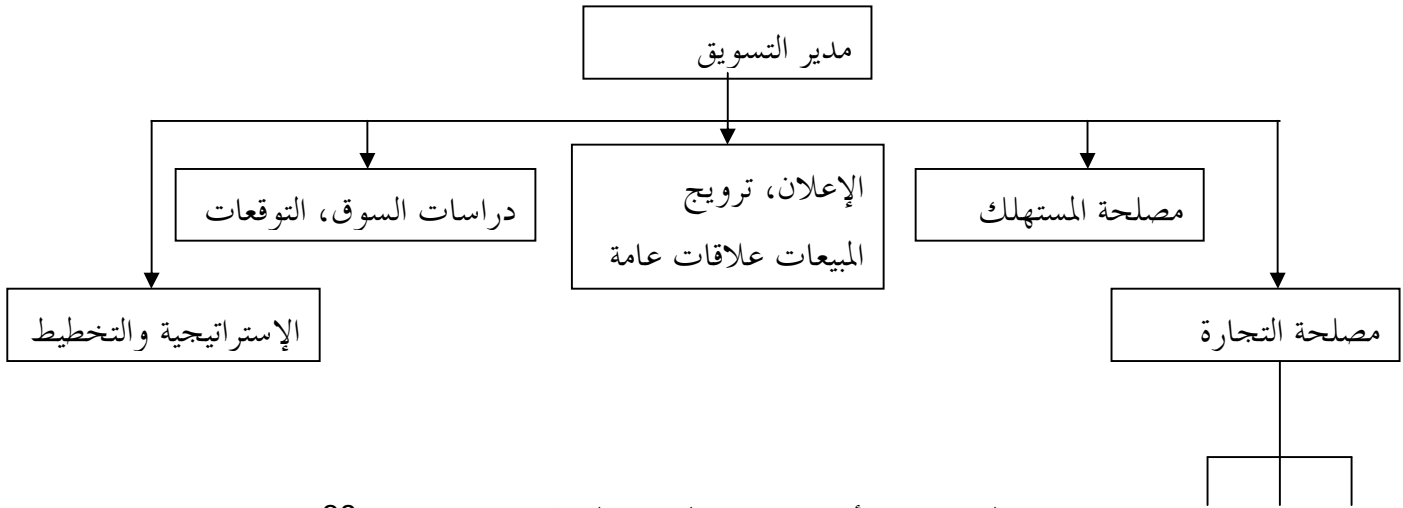 مدير التسويق
مصلحة التجارة
مصلحة المستهلك
الإعلان، ترويج
المبيعات علاقات عامة
دراسات السوق، التوقعات
الإستراتيجية والتخطيط